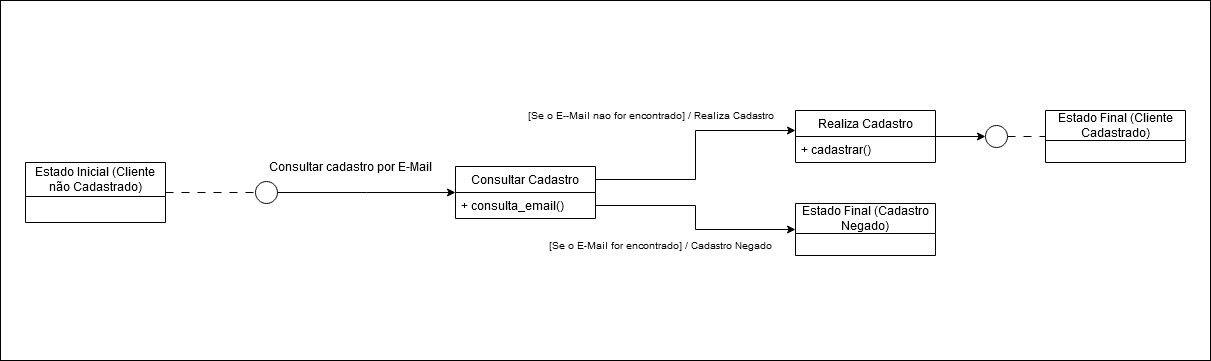 Estado Inicial (Cliente
não Cadastrado)
Consultar cadastro por E-Mail
Consultar Cadastro
+ consulta_email()
[Se o E--Mail nao for encontrado] / Realiza Cadastro
Realiza Cadastro
+ cadastrar()
Estado Final (Cliente
Cadastrado)
[Se o E-Mail for encontrado] / Cadastro Negado
Estado Final (Cadastro
Negado)